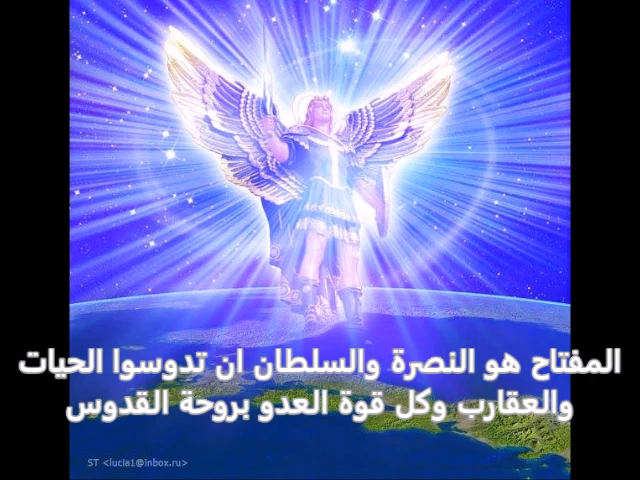 المفتاح هو النصرة والسلطان ان تدوسوا الحيات
والعقارب وكل قوة العدو بروحة القدوس
ST <lucia1@inbox.ru>